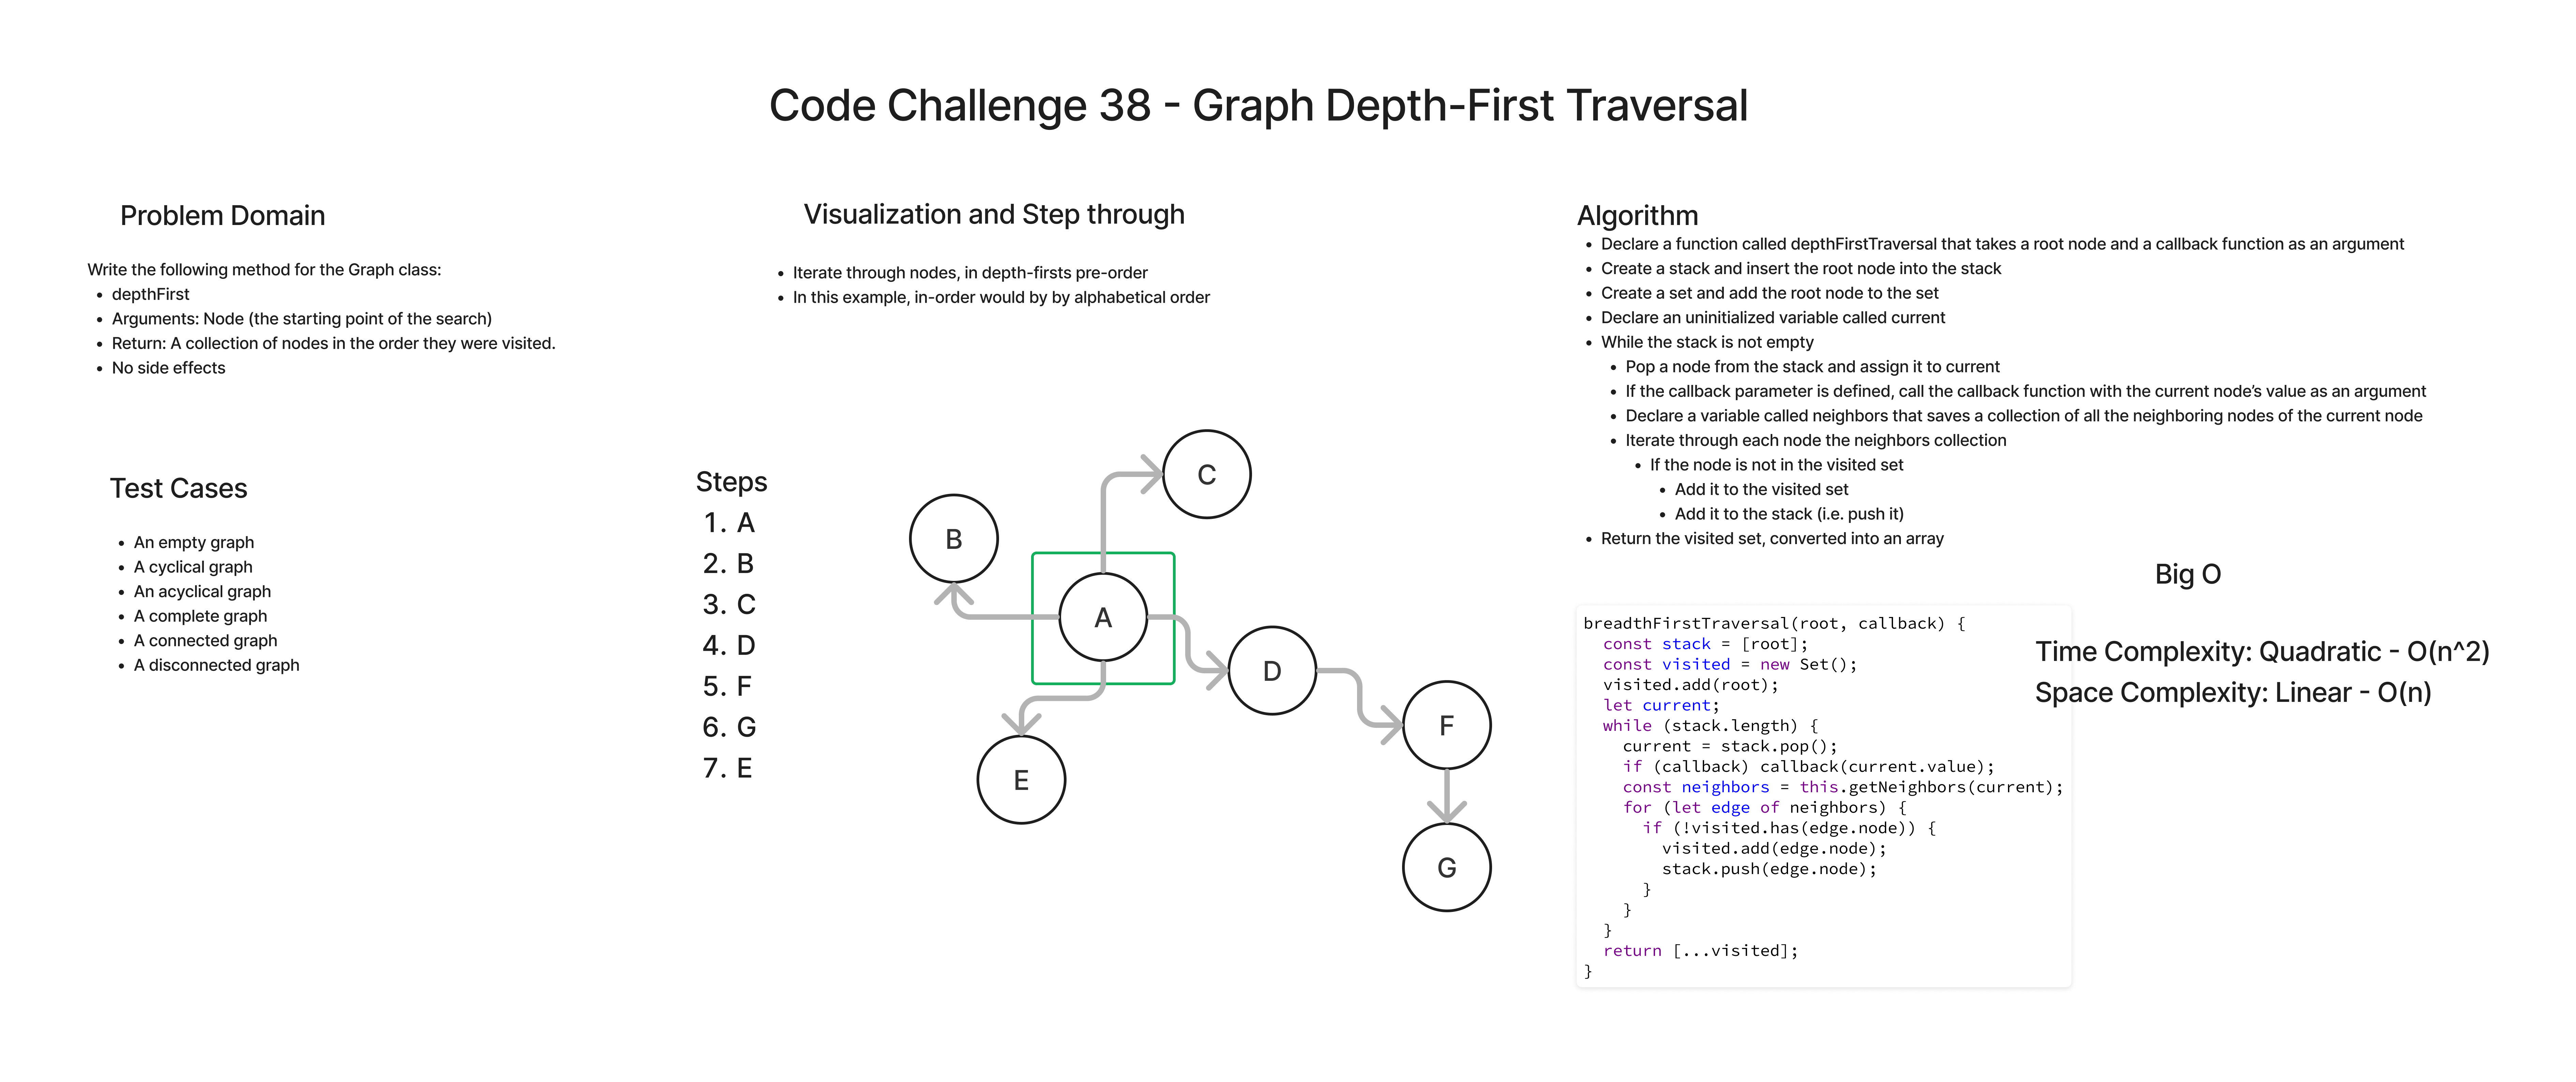 Code Challenge 38 - Graph Depth-First Traversal
Problem Domain
Write the following method for the Graph class:
• depthFirst
• Arguments: Node (the starting point of the search)
• Return: A collection of nodes in the order they were visited.
• No side effects
Test Cases
• An empty graph
• A cyclical graph
• An acyclical graph
• A complete graph
• A connected graph
• A disconnected graph
Visualization and Step through
• Iterate through nodes, in depth-firsts pre-order
• In this example, in-order would by by alphabetical order
Steps
1. A
2. B
3. C
4. D
5. F
6. G
7. E
C
B
A
D
F
E
G
Algorithm
• Declare a function called depthFirstTraversal that takes a root node and a callback function as an argument
• Create a stack and insert the root node into the stack
• Create a set and add the root node to the set
• Declare an uninitialized variable called current
• While the stack is not empty
• Pop a node from the stack and assign it to current
• If the callback parameter is defined, call the callback function with the current node’s value as an argument
• Declare a variable called neighbors that saves a collection of all the neighboring nodes of the current node
• Iterate through each node the neighbors collection
• If the node is not in the visited set
• Add it to the visited set
• Add it to the stack (i.e. push it)
• Return the visited set, converted into an array
breadthFirstTraversal(root, callback) {
const stack = [root];
const visited = new Set();
visited.add(root);
let current;
while (stack.length) {
current = stack.pop();
if (callback) callback(current.value);
const neighbors = this.getNeighbors(current);
for (let edge of neighbors) {
if (!visited.has(edge.node)) {
visited.add(edge.node);
stack.push(edge.node);
}
}
}
return [...visited];
}
Big O
Time Complexity: Quadratic - O(n^2)
Space Complexity: Linear - O(n)